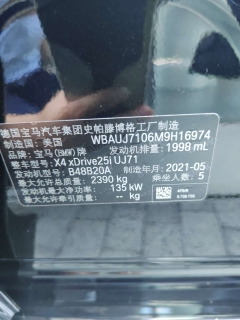 德国宝马汽车集团史帕滕博格工厂制造
制造国：美国 WBAUJ7106M9H16974
品牌：宝马(BMW)牌 发动机排量：1998 mL
整车型号：X4 xDrive25i UJ71
发动机型号：B48B20A 制造年月：2021-05
最大允许总质量：2390 kg 乘坐人数：5
发动机最大净功率：135 kW
最大允许牵引质量：-- kg